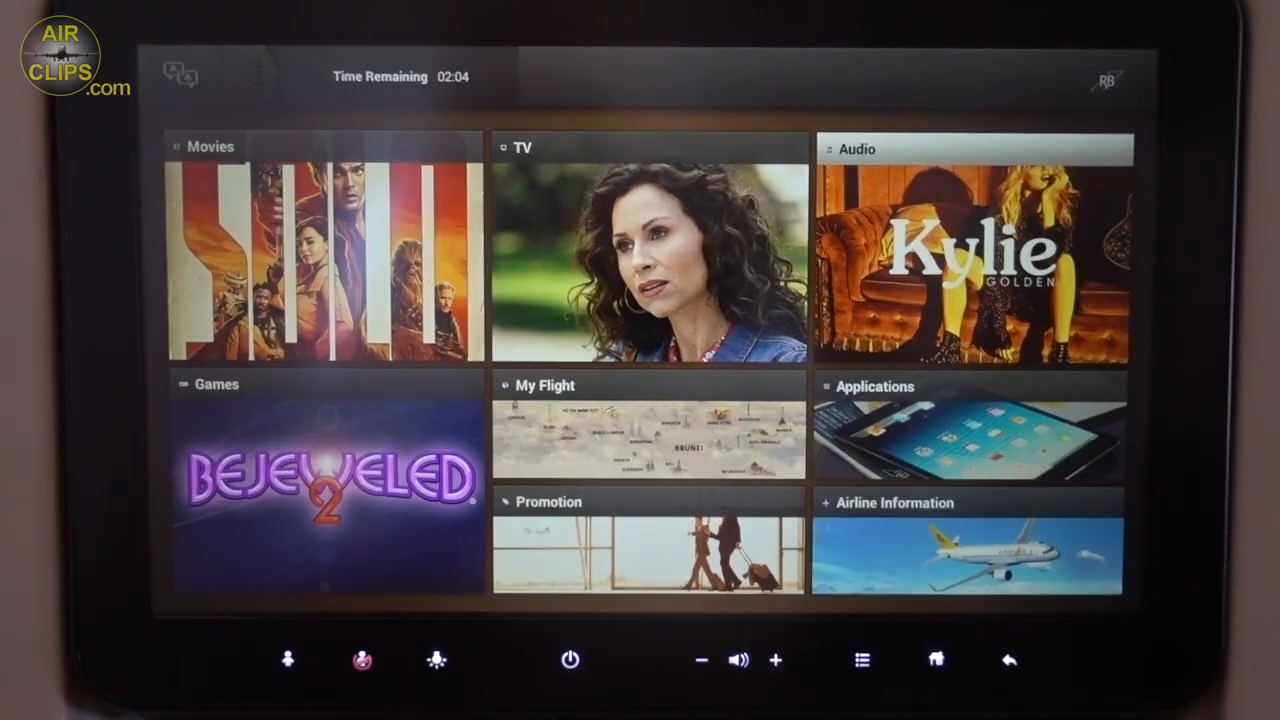 AIR
CLIPS
.com
Time Remaining 02:04
RB
Movies
TV
Audio
SOLO
Kylie
GOLDEN
Games
My Flight
Applications
BEJEWELED
2
BRUNEI
Promotion
Airline Information